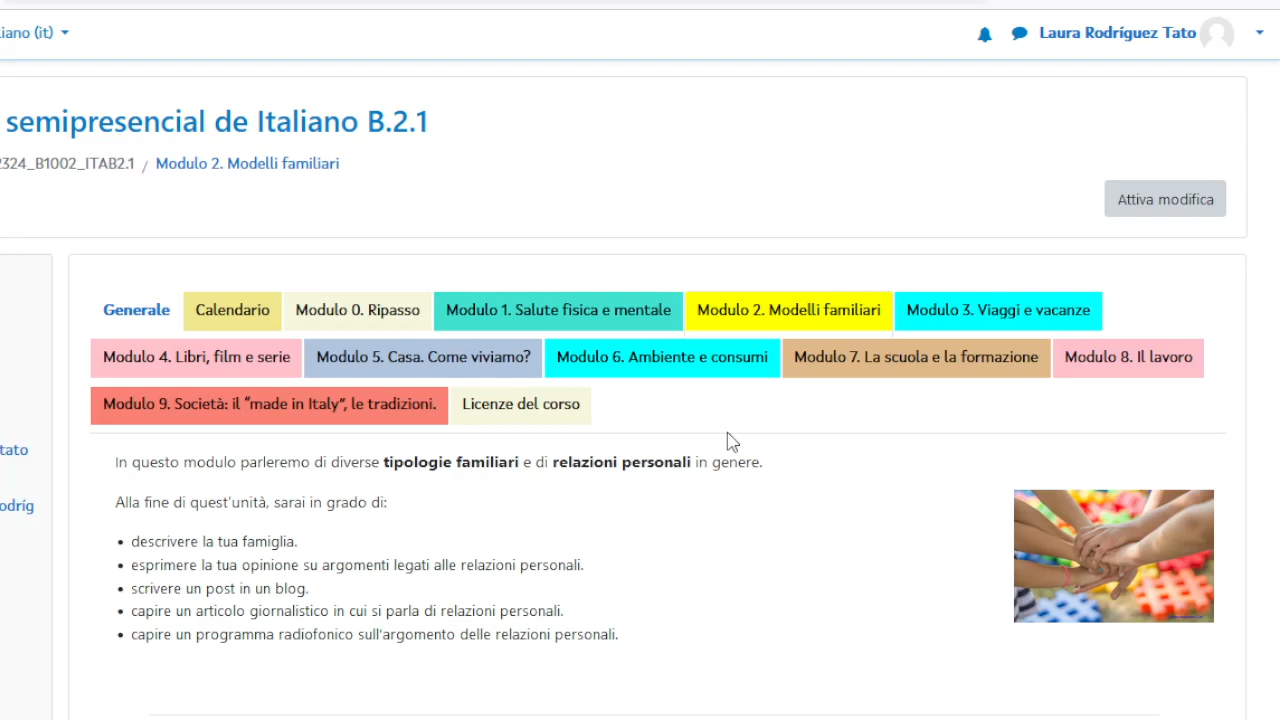 iano (it)
Laura Rodríguez Tato
semipresencial de Italiano B.2.1
2324_B1002_ITAB2.1 / Modulo 2. Modelli familiari
Attiva modifica
Generale Calendario Modulo 0. Ripasso Modulo 1. Salute fisica e mentale Modulo 2. Modelli familiari Modulo 3. Viaggi e vacanze
Modulo 4. Libri, film e serie Modulo 5. Casa. Come viviamo? Modulo 6. Ambiente e consumi Modulo 7. La scuola e la formazione Modulo 8. Il lavoro
Modulo 9. Società: il "made in Italy", le tradizioni. Licenze del corso
In questo modulo parleremo di diverse tipologie familiari e di relazioni personali in genere.
Alla fine di quest'unità, sarai in grado di:
• descrivere la tua famiglia.
• esprimere la tua opinione su argomenti legati alle relazioni personali.
• scrivere un post in un blog.
• capire un articolo giornalistico in cui si parla di relazioni personali.
• capire un programma radiofonico sull'argomento delle relazioni personali.
tato
odríg